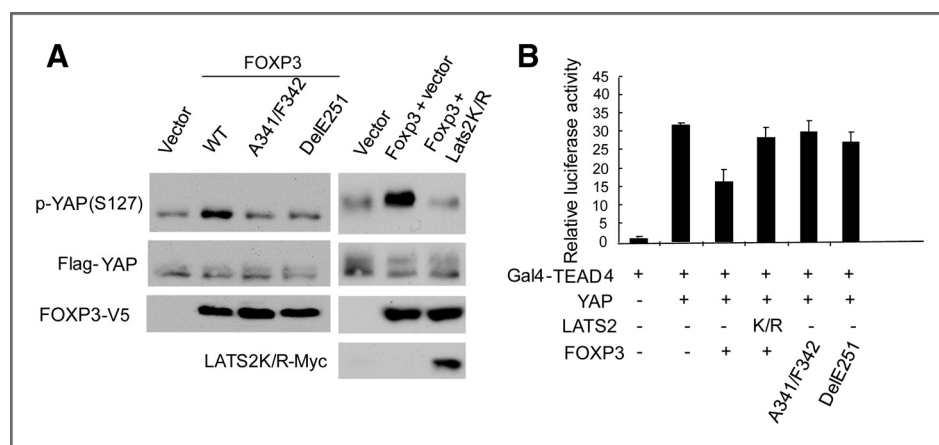 A
FOXP3
Vector
WT
A341/F342
DelE251
Vector
Foxp3 + vector
Foxp3 +
Lats2K/R
p-YAP(S127)
Flag-YAP
FOXP3-V5
LATS2K/R-Myc
B
Relative luciferase activity
45
40
35
30
25
20
15
10
5
0
Gal4-TEAD4 + + + + + +
YAP - + + + + +
LATS2 - - - K/R - -
FOXP3 - - + + A341/F342 DelE251